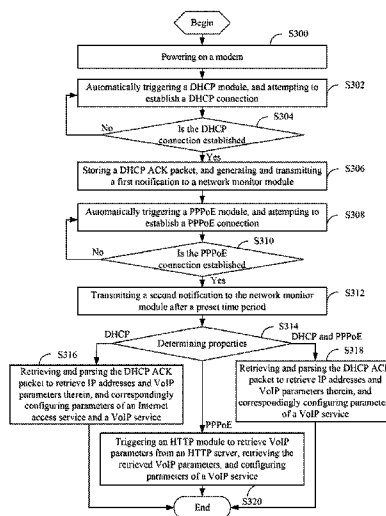 Begin
S300
Powering on a modem
S302
Automatically triggering a DHCP module, and attempting to
establish a DHCP connection
S304
No
Is the DHCP
connection established
Yes
S306
Storing a DHCP ACK packet, and generating and transmitting
a first notification to a network monitor module
S308
Automatically triggering a PPPoE module, and attempting to
establish a PPPoE connection
S310
No
Is the PPPoE
connection established
Yes
S312
Transmitting a second notification to the network monitor
module after a preset time period
S314
DHCP
Determining properties
DHCP and PPPoE
S316
S318
Retrieving and parsing the DHCP ACK
packet to retrieve IP addresses and VoIP
parameters therein, and correspondingly
configuring parameters of an Internet
access service and a VoIP service
Retrieving and parsing the DHCP ACK
packet to retrieve IP addresses and
VoIP parameters therein, and
correspondingly configuring parameters
of a VoIP service
PPPoE
Triggering an HTTP module to retrieve VoIP
parameters from an HTTP server, retrieving
the retrieved VoIP parameters, and configuring
parameters of a VoIP service
S320
End